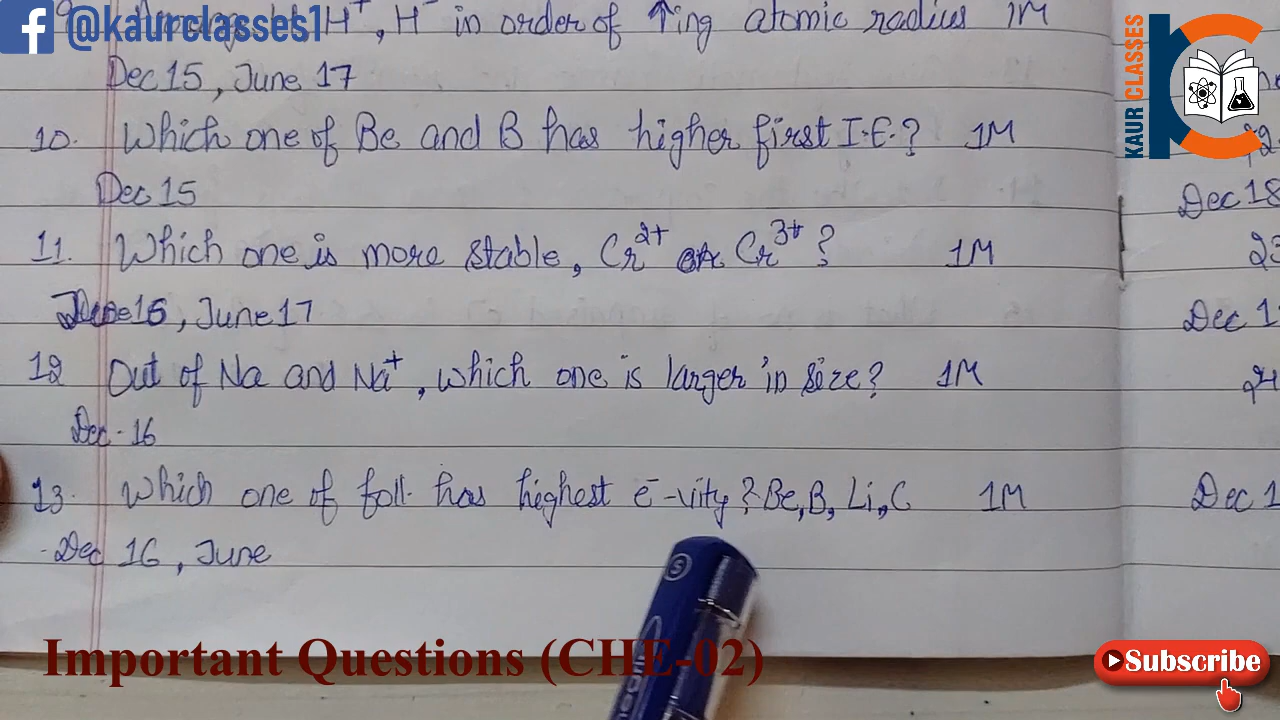 @kaurclasses1
H⁺, H⁻ in order of ↑ing atomic radius 1M
Dec 15, June 17
10. Which one of Be and B has higher first I.E.? 1M
Dec 15
11. Which one is more stable, Cr²⁺ or Cr³⁺? 1M
June 16, June 17
12 Out of Na and Na⁺, which one is larger in size? 1M
Dec-16
13. Which one of foll. has highest e⁻-vity? Be, B, Li, C 1M
Dec 16, June
Dec 18
23
Dec 1
Dec 1
KAUR CLASSES
Important Questions (CHE-02)
Subscribe